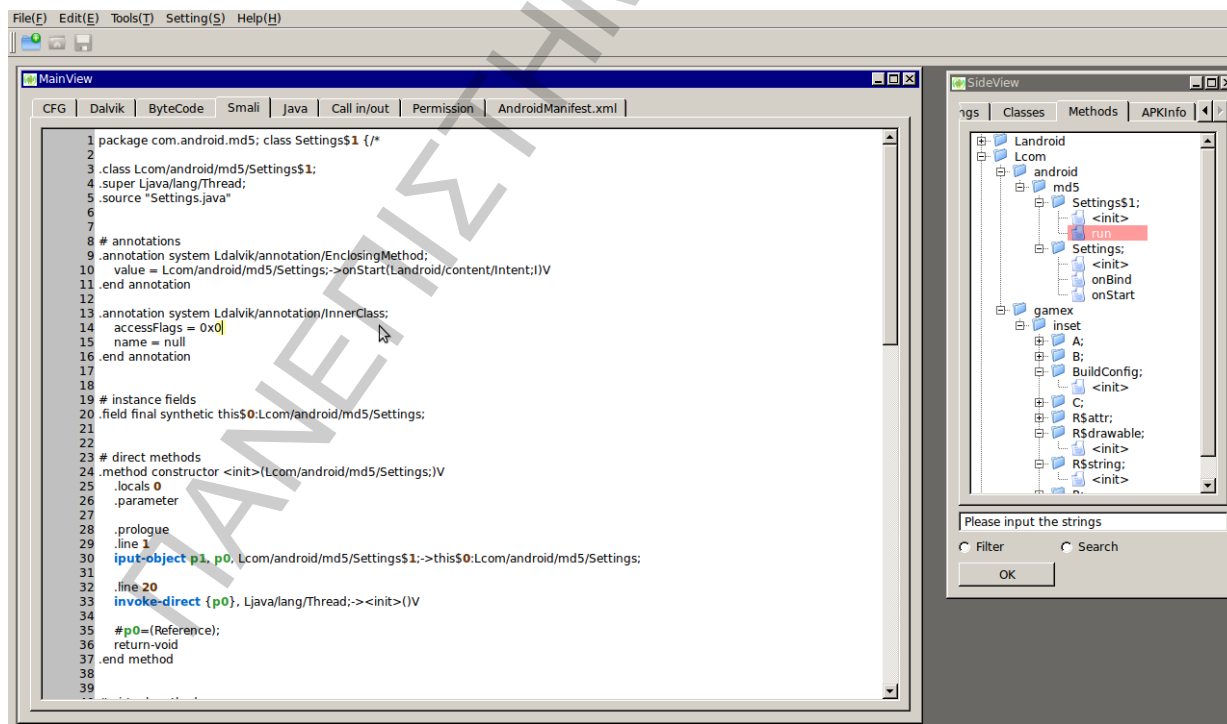 File(F) Edit(E) Tools(T) Setting(S) Help(H)
MainView
CFG Dalvik ByteCode Smali Java Call in/out Permission AndroidManifest.xml
1 package com.android.md5; class Settings$1 {/*
2
3 .class Lcom/android/md5/Settings$1;
4 .super Ljava/lang/Thread;
5 .source "Settings.java"
6
7
8 # annotations
9 .annotation system Ldalvik/annotation/EnclosingMethod;
10 value = Lcom/android/md5/Settings;->onStart(Landroid/content/Intent;I)V
11 .end annotation
12
13 .annotation system Ldalvik/annotation/InnerClass;
14 accessFlags = 0x0
15 name = null
16 .end annotation
17
18
19 # instance fields
20 .field final synthetic this$0:Lcom/android/md5/Settings;
21
22
23 # direct methods
24 .method constructor <init>(Lcom/android/md5/Settings;)V
25 .locals 0
26 .parameter
27
28 .prologue
29 .line 1
30 iput-object p1, p0, Lcom/android/md5/Settings$1;->this$0:Lcom/android/md5/Settings;
31
32 .line 20
33 invoke-direct {p0}, Ljava/lang/Thread;-><init>()V
34
35 #p0=(Reference);
36 return-void
37 .end method
38
39
SideView
ngs Classes Methods APKInfo
Landroid
Lcom
android
md5
Settings$1;
<init>
run
Settings;
<init>
onBind
onStart
gamex
inset
A;
B;
BuildConfig;
<init>
C;
R$attr;
R$drawable;
<init>
R$string;
<init>
Please input the strings
Filter Search
OK
ΠΑΝΕΠΙΣΤΗ